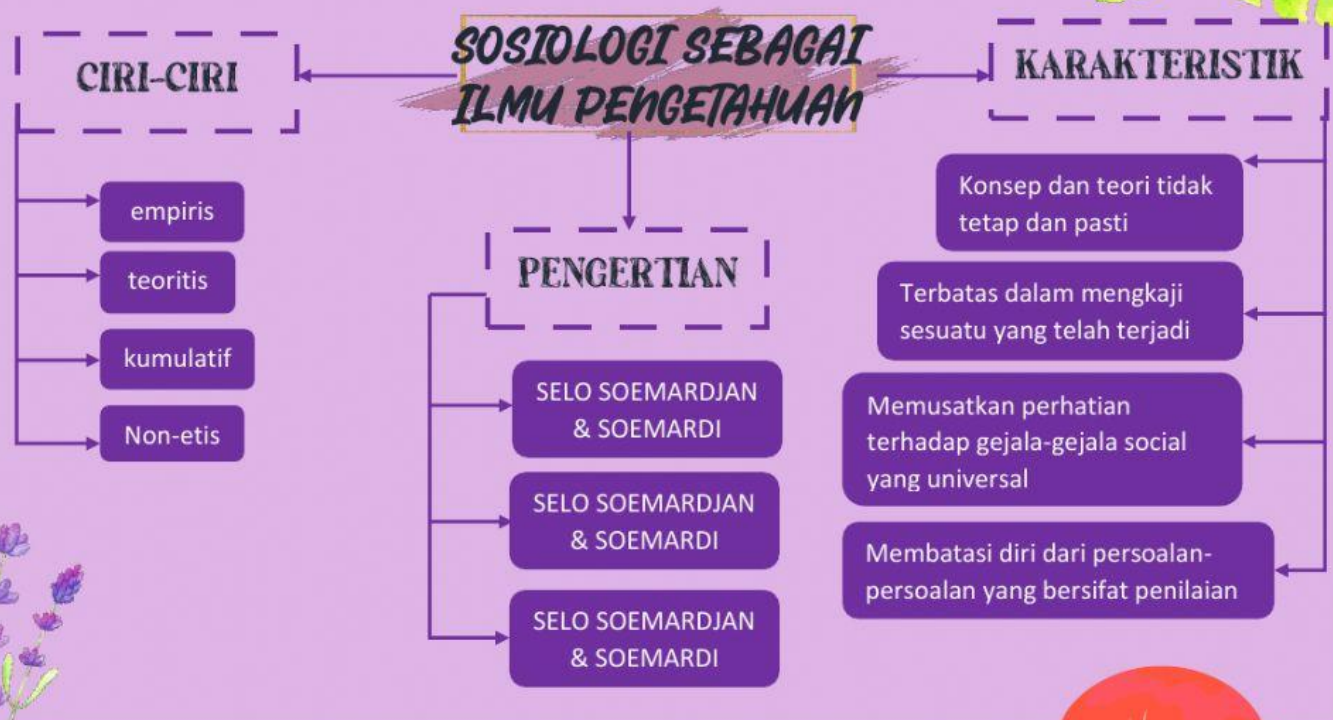 SOSIOLOGI SEBAGAI
ILMU PENGETAHUAN
CIRI-CIRI
empiris
teoritis
kumulatif
Non-etis
PENGERTIAN
SELO SOEMARDJAN
& SOEMARDI
SELO SOEMARDJAN
& SOEMARDI
SELO SOEMARDJAN
& SOEMARDI
KARAKTERISTIK
Konsep dan teori tidak
tetap dan pasti
Terbatas dalam mengkaji
sesuatu yang telah terjadi
Memusatkan perhatian
terhadap gejala-gejala social
yang universal
Membatasi diri dari persoalan-
persoalan yang bersifat penilaian